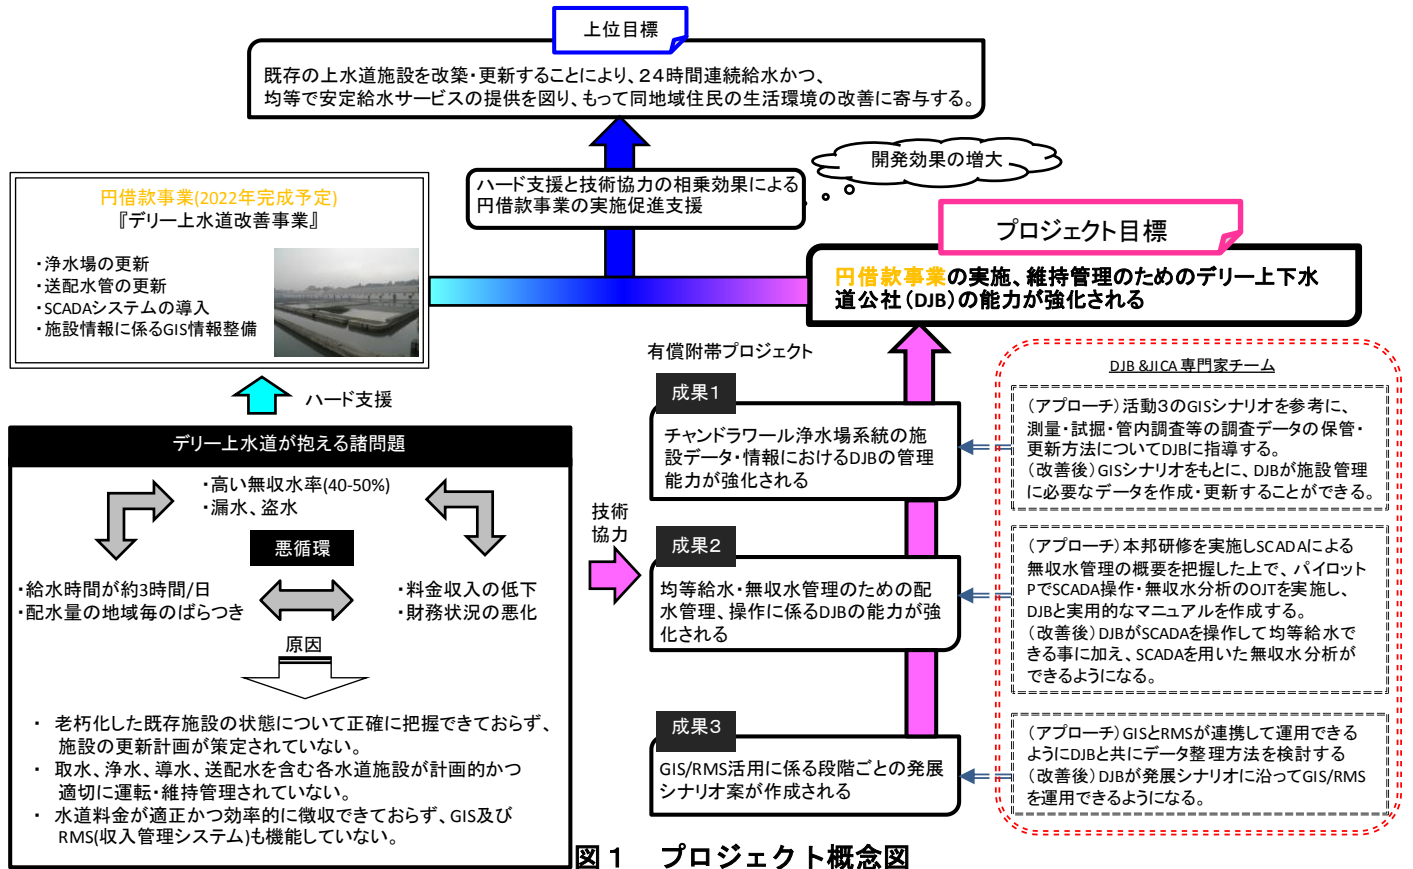 上位目標
既存の上水道施設を改築・更新することにより、２４時間連続給水かつ、
均等で安定給水サービスの提供を図り、もって同地域住民の生活環境の改善に寄与する。
開発効果の増大
ハード支援と技術協力の相乗効果による
円借款事業の実施促進支援
円借款事業(2022年完成予定)
『デリー上水道改善事業』
・浄水場の更新
・送配水管の更新
・SCADAシステムの導入
・施設情報に係るGIS情報整備
プロジェクト目標
円借款事業の実施、維持管理のためのデリー上下水
道公社（DJB）の能力が強化される
ハード支援
デリー上水道が抱える諸問題
・高い無収水率(40-50%)
・漏水、盗水
悪循環
・給水時間が約3時間/日
・配水量の地域毎のばらつき
・料金収入の低下
・財務状況の悪化
原因
・ 老朽化した既存施設の状態について正確に把握できておらず、
施設の更新計画が策定されていない。
・ 取水、浄水、導水、送配水を含む各水道施設が計画的かつ
適切に運転・維持管理されていない。
・ 水道料金が適正かつ効率的に徴収できておらず、GIS及び
RMS(収入管理システム)も機能していない。
技術
協力
有償附帯プロジェクト
成果１
チャンドラワール浄水場系統の施
設データ・情報におけるDJBの管理
能力が強化される
成果２
均等給水・無収水管理のための配
水管理、操作に係るDJBの能力が強
化される
成果３
GIS/RMS活用に係る段階ごとの発展
シナリオ案が作成される
DJB &JICA 専門家チーム
（アプローチ）活動３のGISシナリオを参考に、
測量・試掘・管内調査等の調査データの保管・
更新方法についてDJBに指導する。
（改善後）GISシナリオをもとに、DJBが施設管理
に必要なデータを作成・更新することができる。
（アプローチ）本邦研修を実施しSCADAによる
無収水管理の概要を把握した上で、パイロット
PでSCADA操作・無収水分析のOJTを実施し、
DJBと実用的なマニュアルを作成する。
（改善後）DJBがSCADAを操作して均等給水で
きる事に加え、SCADAを用いた無収水分析が
できるようになる。
（アプローチ）GISとRMSが連携して運用できる
ようにDJBと共にデータ整理方法を検討する
（改善後）DJBが発展シナリオに沿ってGIS/RMS
を運用できるようになる。
図１　プロジェクト概念図